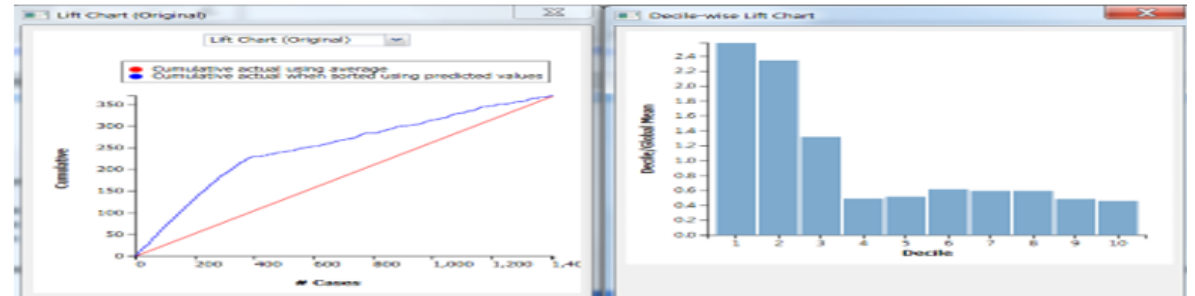 Lift Chart (Original)
Lift Chart (Original)
Cumulative actual using average
Cumulative actual when sorted using predicted values
Cumulative
350
300
250
200
150
100
50
0
0 200 400 600 800 1,000 1,200 1,40
# Cases
Decile-wise Lift Chart
Decile/Global Mean
2.4
2.2
1.8
1.6
1.2
1.0
0.8
0.6
0.4
0.2
0.0
1 2 3 4 5 6 7 8 9 10
Decile